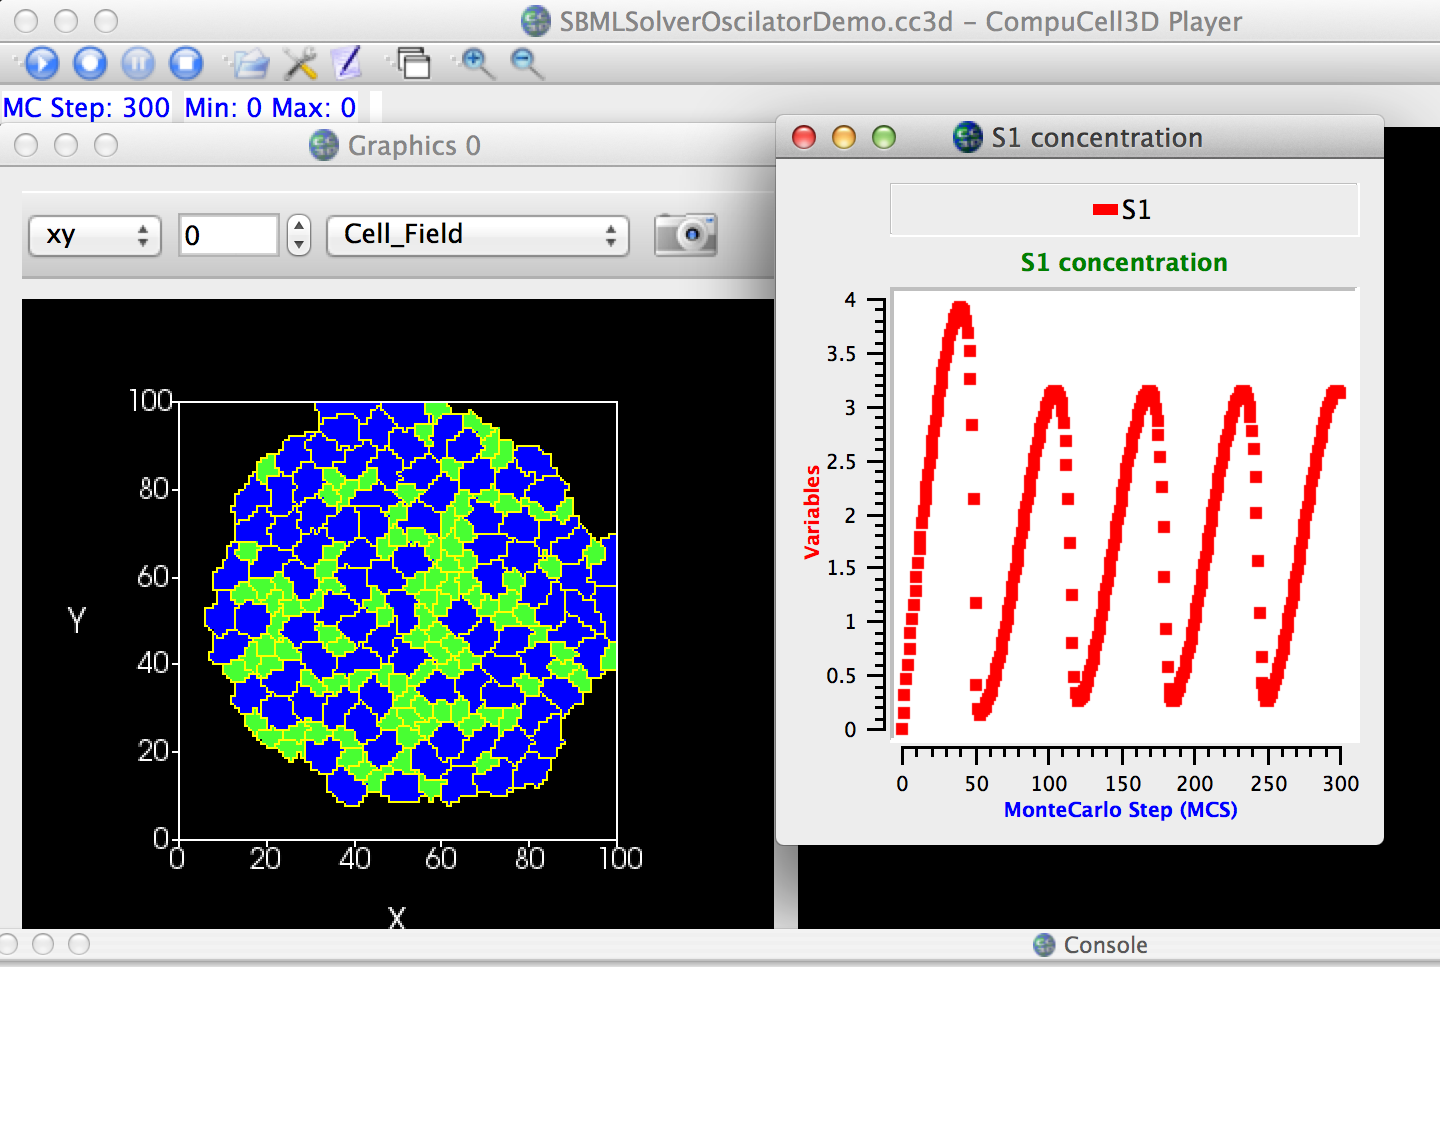 SBMLSolverOscilatorDemo.cc3d – CompuCell3D Player
MC Step: 300 Min: 0 Max: 0
Graphics 0
xy 0 Cell_Field
100
80
60
Y
40
20
0
0 20 40 60 80 100
X
S1 concentration
S1
S1 concentration
4
3.5
3
2.5
2
1.5
1
0.5
0
Variables
0 50 100 150 200 250 300
MonteCarlo Step (MCS)
Console